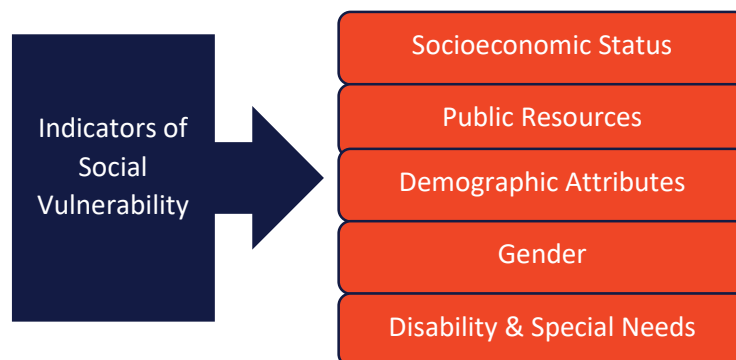 Indicators of
Social
Vulnerability
Socioeconomic Status
Public Resources
Demographic Attributes
Gender
Disability & Special Needs